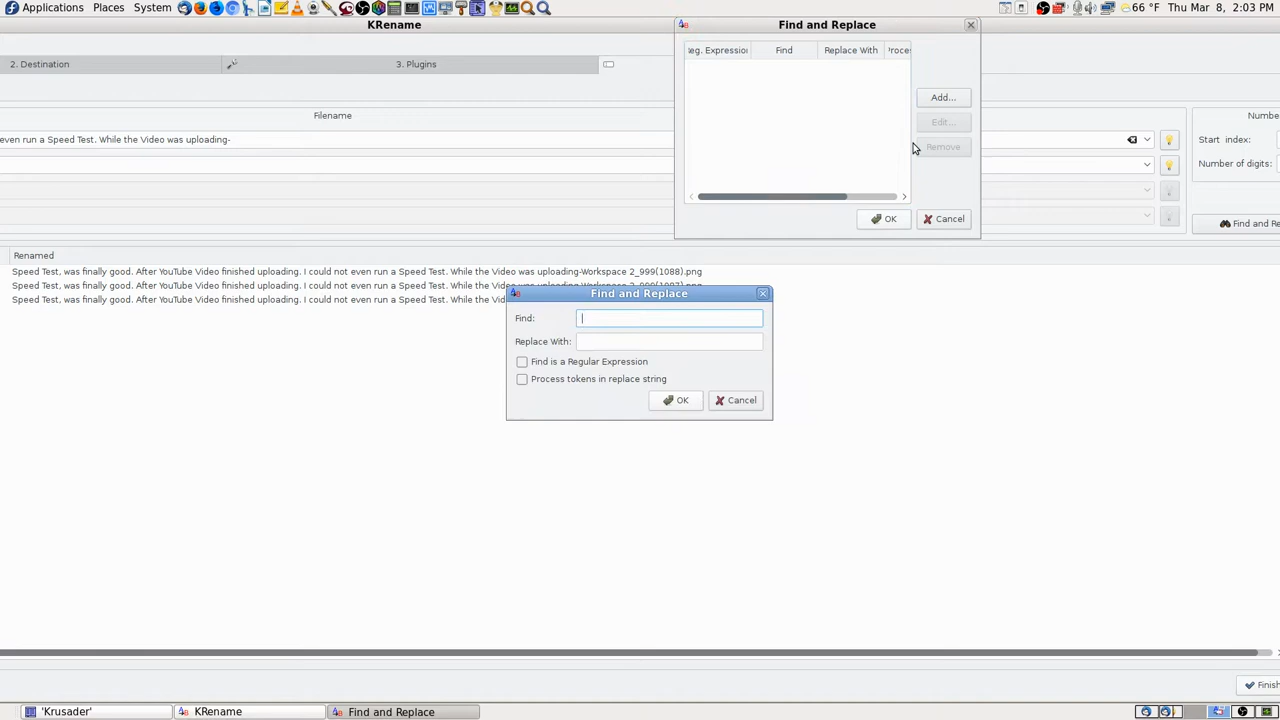 Applications Places System
66 °F Thu Mar 8, 2:03 PM
KRename
Find and Replace
2. Destination
3. Plugins
Filename
even run a Speed Test. While the Video was uploading-
Find
Replace With
Add...
Edit...
Remove
OK
Cancel
Start index:
Number of digits:
Renamed
Speed Test, was finally good. After YouTube Video finished uploading. I could not even run a Speed Test. While the Video was uploading-Workspace 2_999(1088).png
Speed Test, was finally good. After YouTube Video finished uploading. I could not even run a Speed Test. While the
Speed Test, was finally good. After YouTube Video finished uploading. I could not even run a Speed Test. While the
Find and Replace
Find:
Replace With:
Find is a Regular Expression
Process tokens in replace string
OK
Cancel
Finish
'Krusader'
KRename
Find and Replace